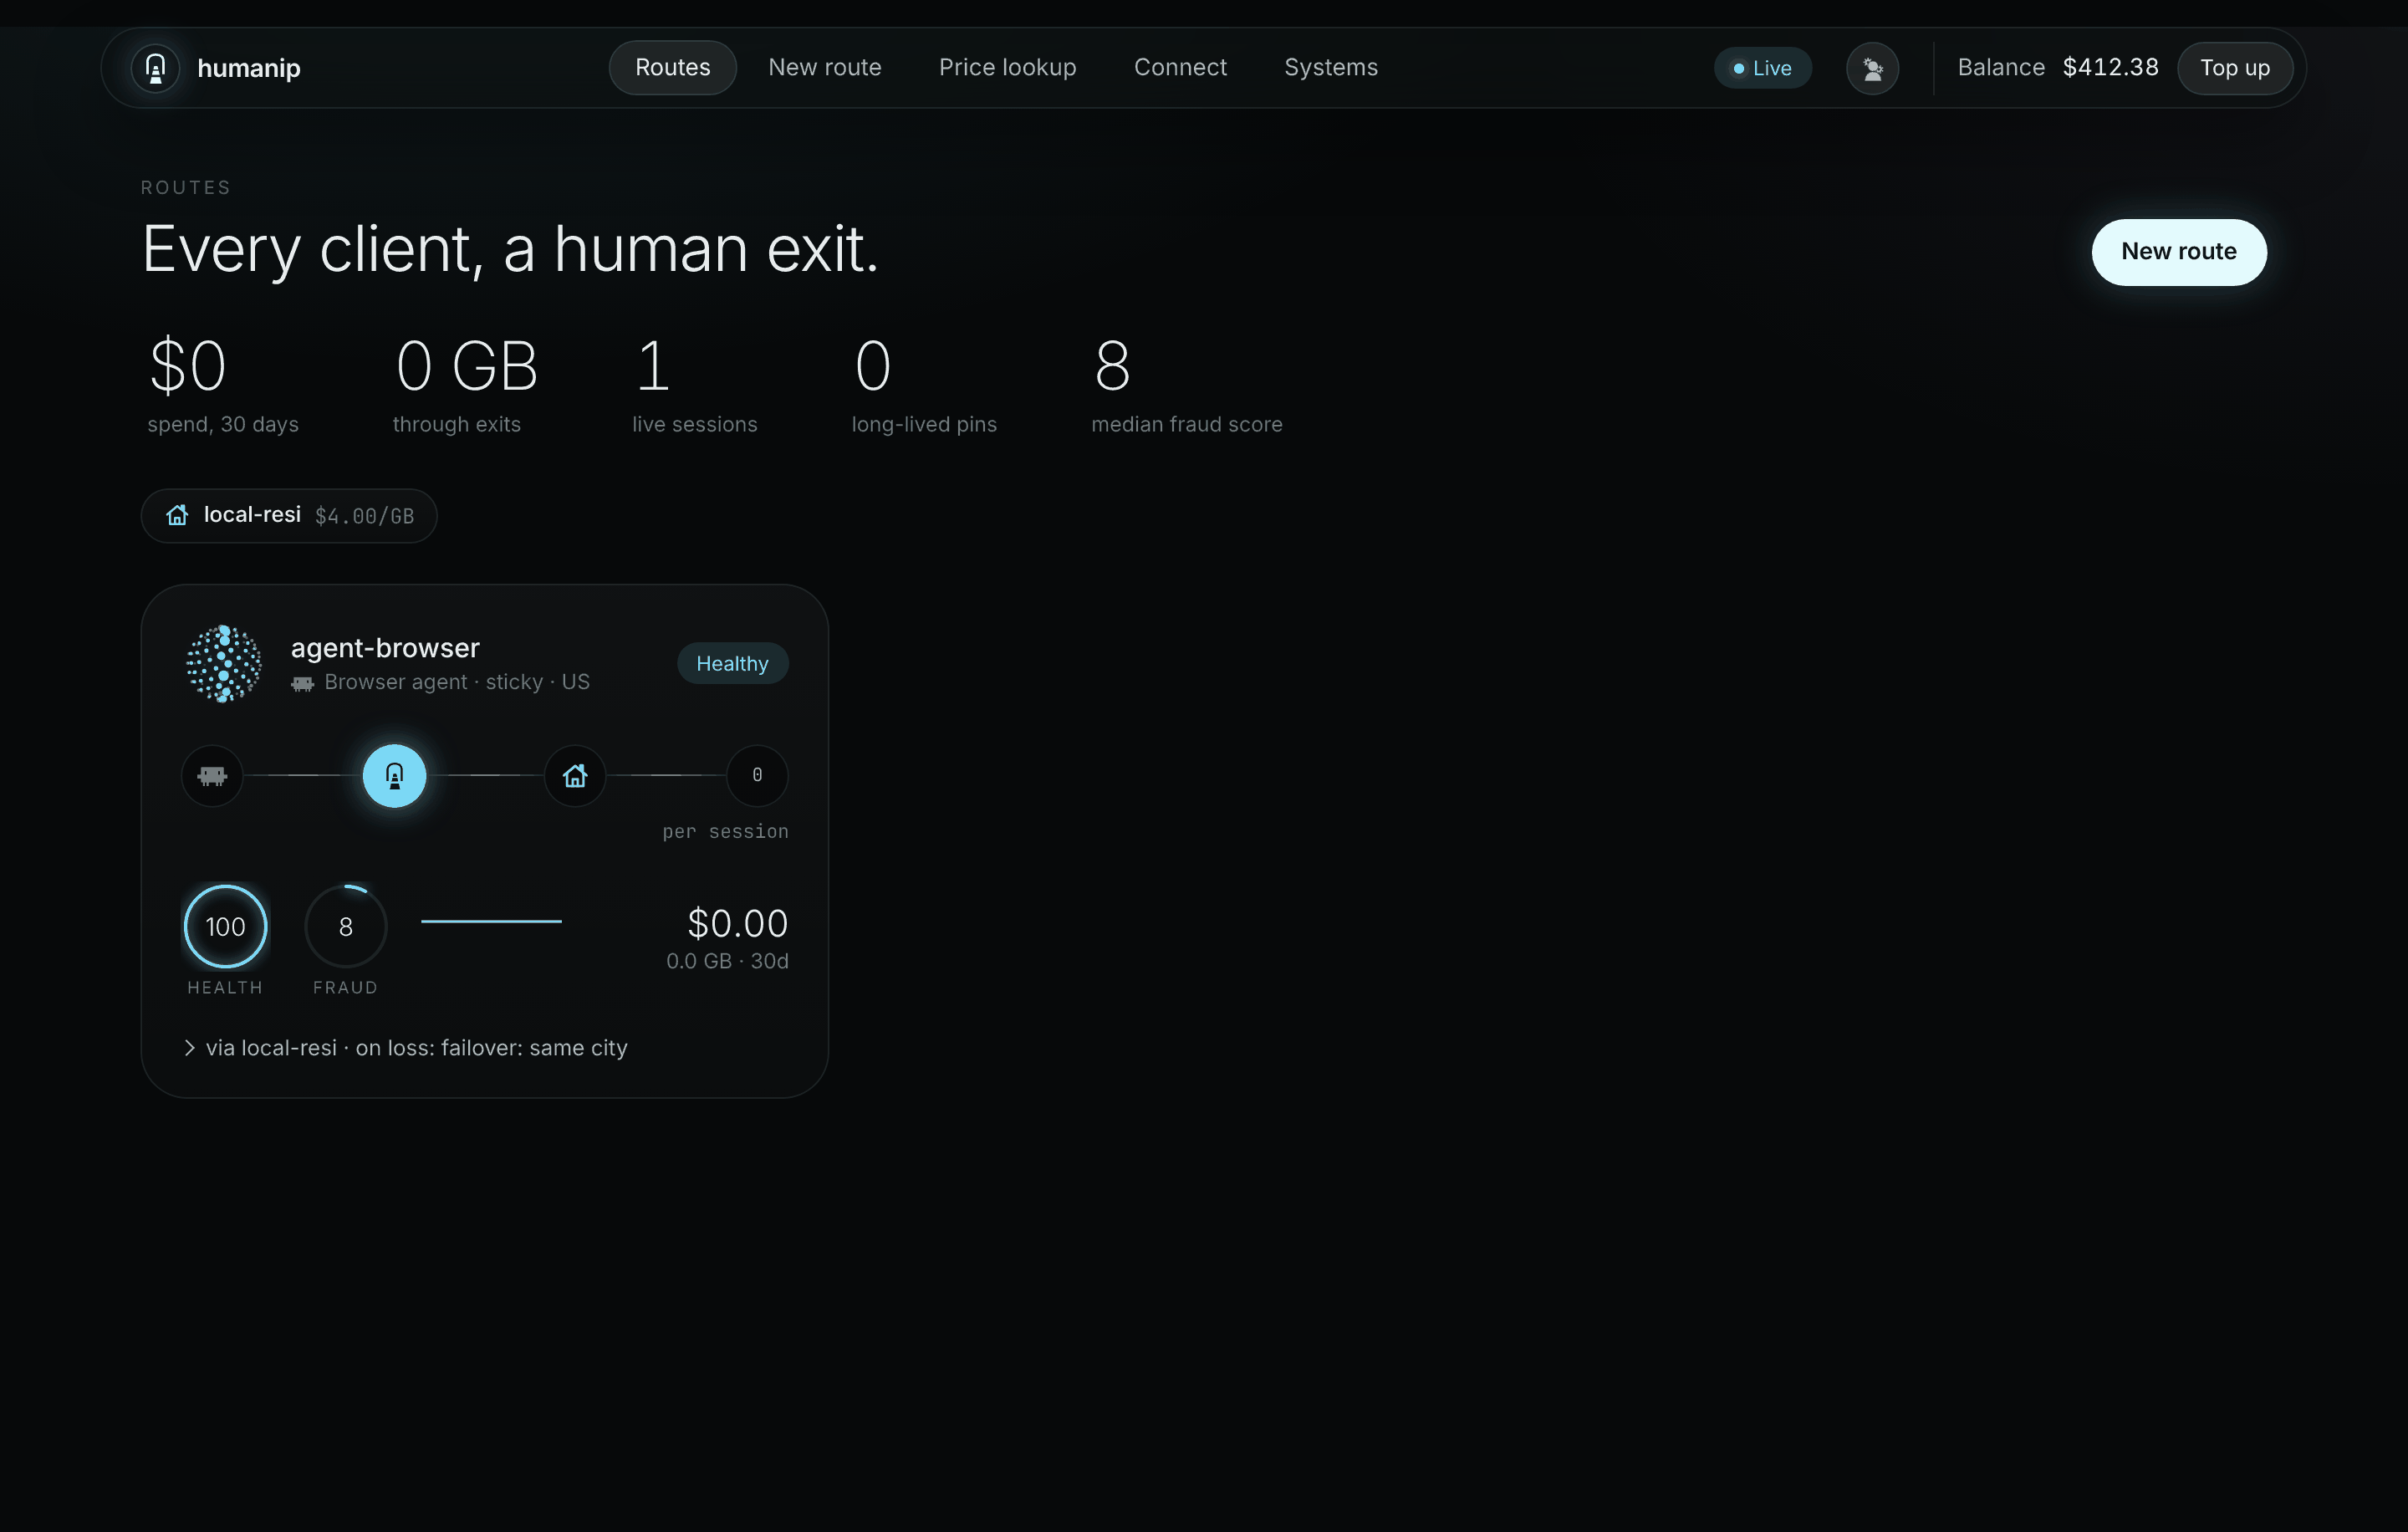 humanip
Routes
New route
Price lookup
Connect
Systems
Live
Balance $412.38
Top up
ROUTES
Every client, a human exit.
New route
$0
spend, 30 days
0 GB
through exits
1
live sessions
0
long-lived pins
8
median fraud score
local-resi $4.00/GB
agent-browser
Browser agent · sticky · US
Healthy
0
per session
100
HEALTH
8
FRAUD
$0.00
0.0 GB · 30d
via local-resi · on loss: failover: same city